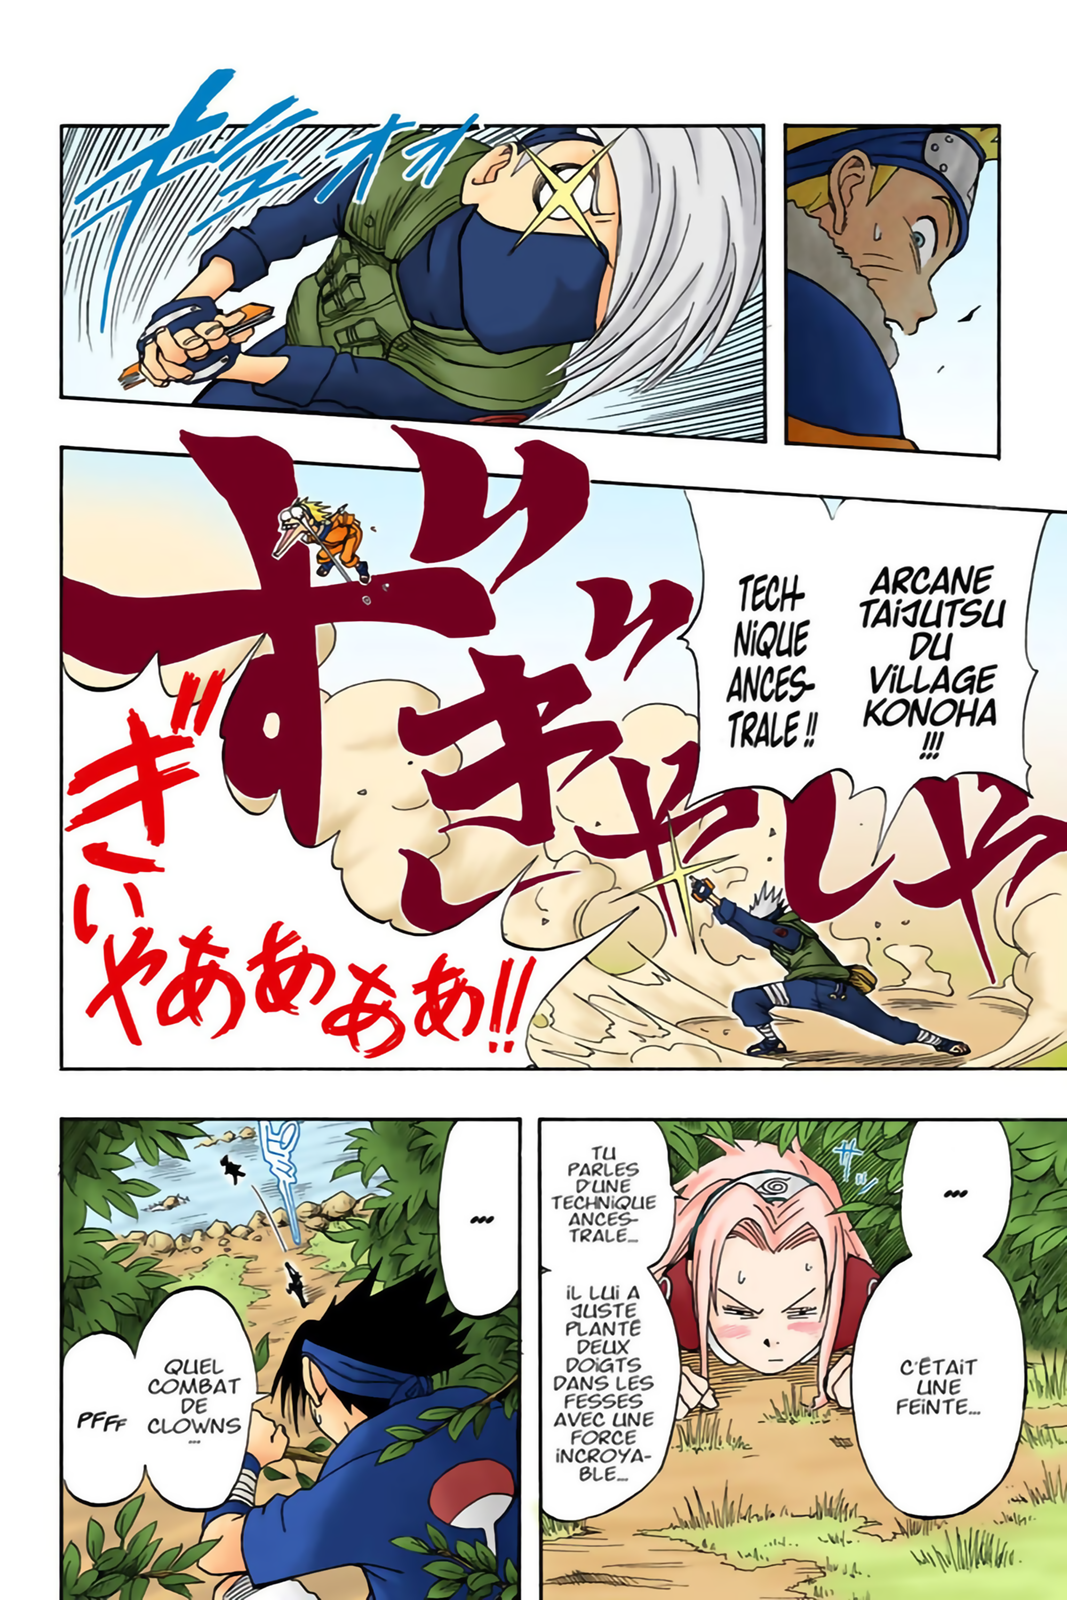 ギュオオ
ARCANE
TAIJUTSU
DU
VILLAGE
KONOHA
!!!
TECH-
NIQUE
ANCES-
TRALE !!
ずぎゃしゃ
ぎいやああああ!!
...
C'ÉTAIT
UNE
FEINTE...
TU
PARLES
D'UNE
TECHNIQUE
ANCES-
TRALE...
IL LUI A
JUSTE
PLANTÉ
DEUX
DOIGTS
DANS LES
FESSES
AVEC UNE
FORCE
INCROYA-
BLE...
...
QUEL
COMBAT
DE
CLOWNS
...
PFFF